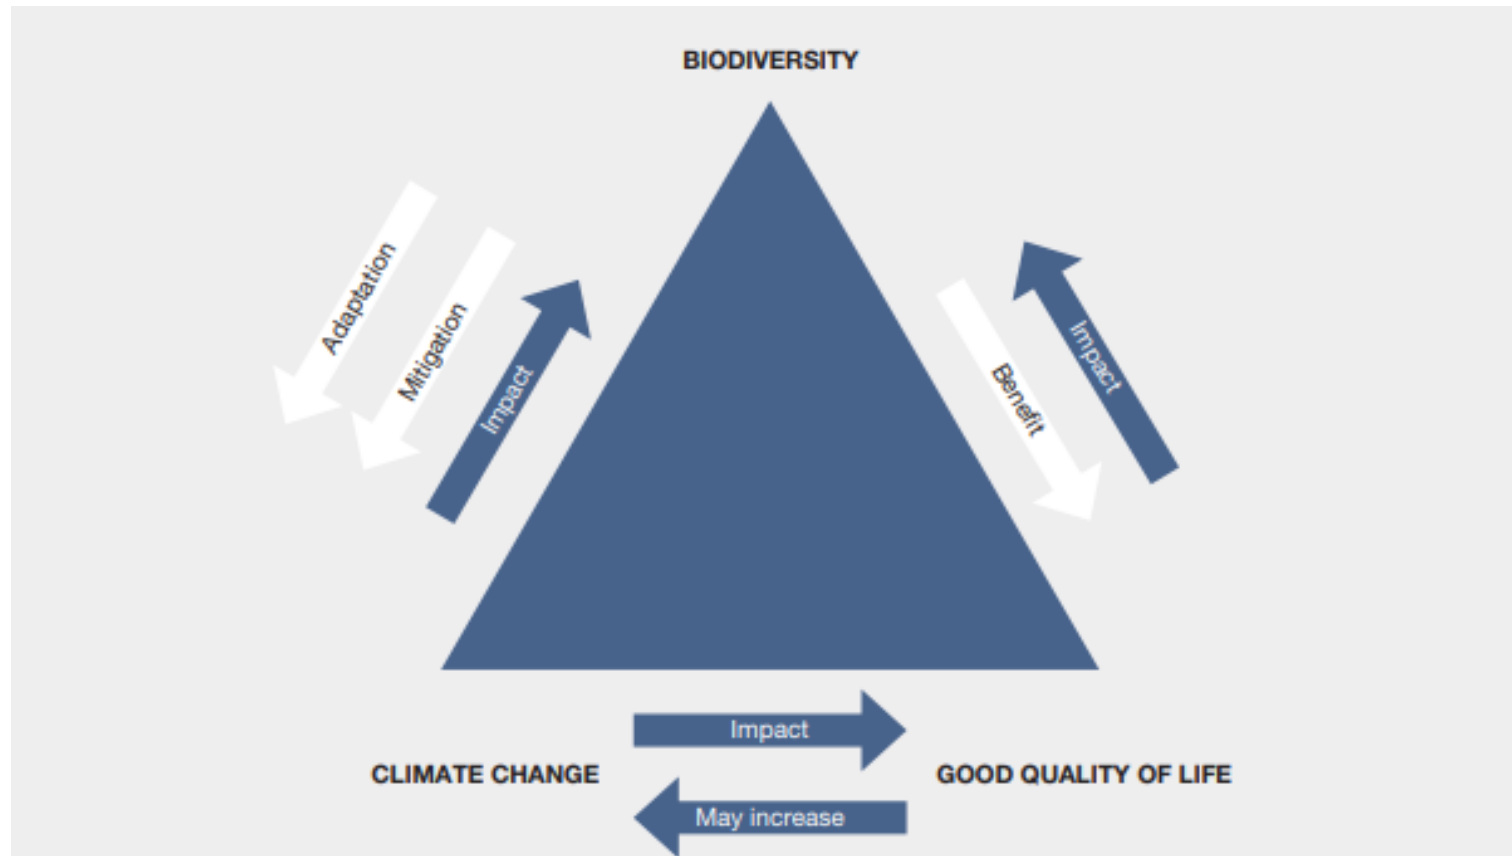 BIODIVERSITY
Adaptation
Mitigation
Impact
Benefit
Impact
Impact
CLIMATE CHANGE
GOOD QUALITY OF LIFE
May increase